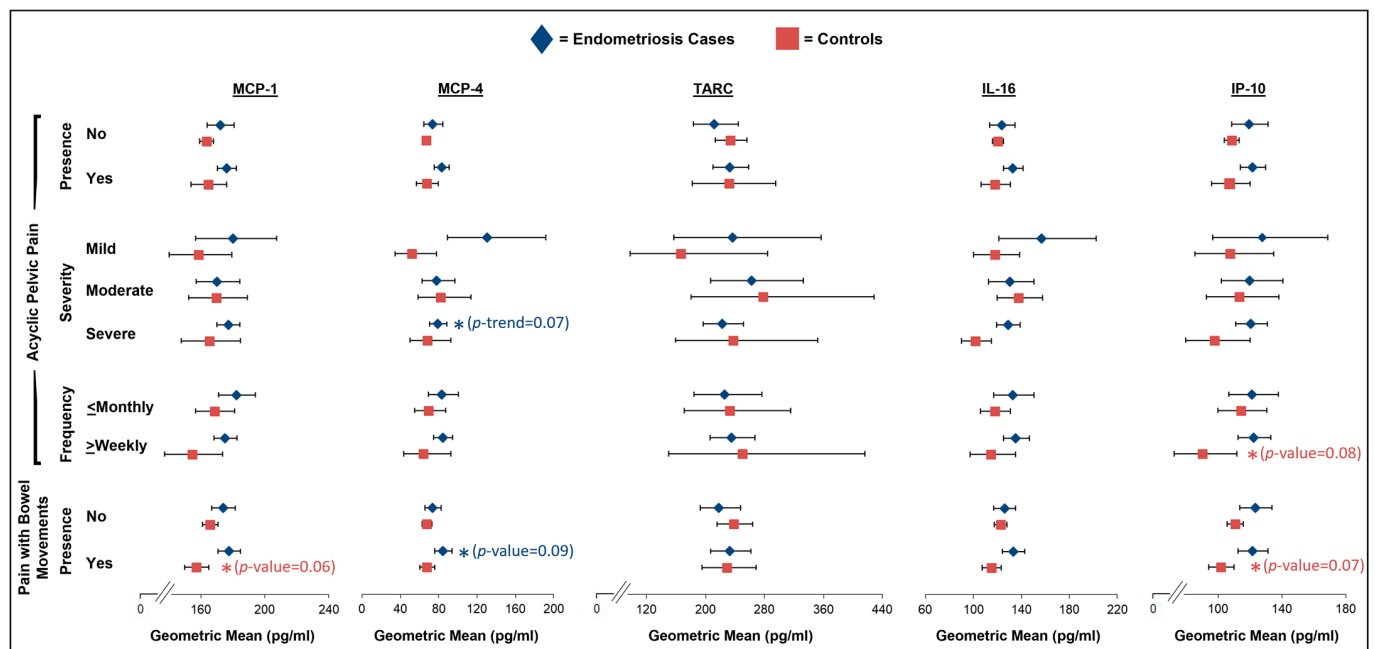 = Endometriosis Cases = Controls
MCP-1 MCP-4 TARC IL-16 IP-10
Acyclic Pelvic Pain
Presence
No
Yes
Severity
Mild
Moderate
Severe
*(p-trend=0.07)
Frequency
≤Monthly
≥Weekly
*(p-value=0.08)
Pain with Bowel
Movements
Presence
No
Yes
*(p-value=0.06) *(p-value=0.09) *(p-value=0.07)
0 160 200 240 0 40 80 120 160 200 0 120 200 280 360 440 60 100 140 180 220 0 100 140 180
Geometric Mean (pg/ml) Geometric Mean (pg/ml) Geometric Mean (pg/ml) Geometric Mean (pg/ml) Geometric Mean (pg/ml)